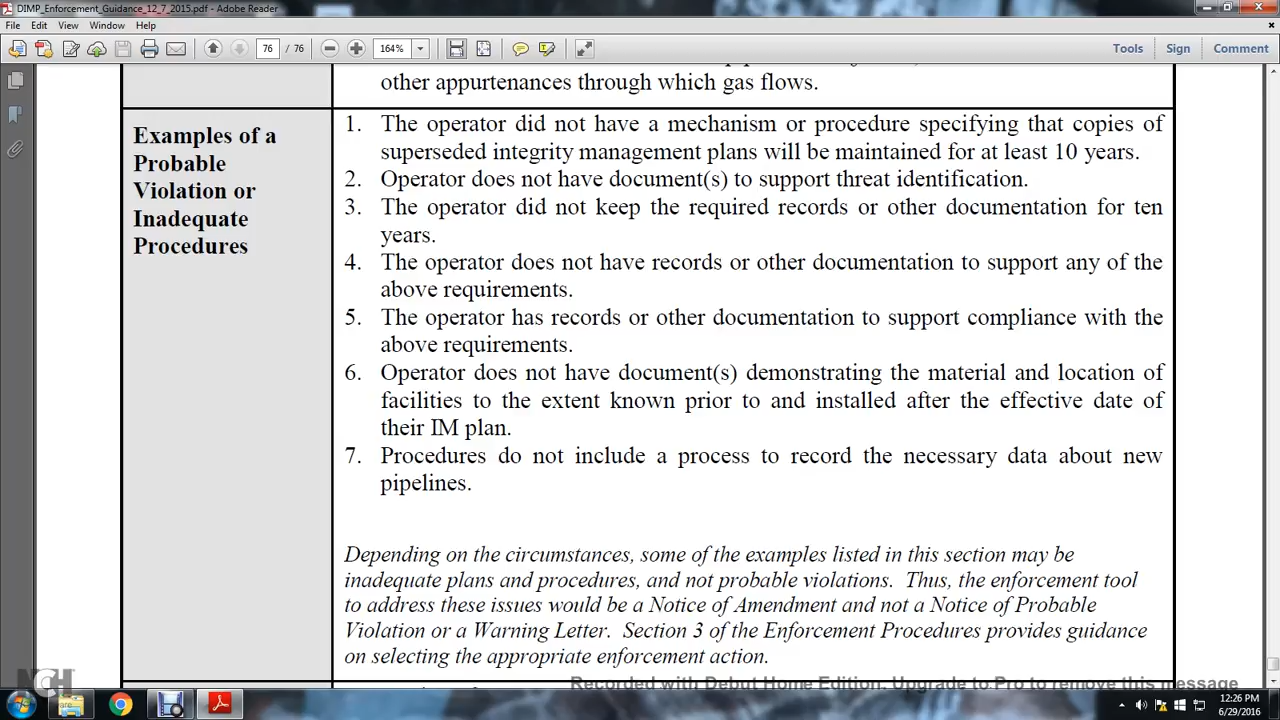 DIMP_Enforcement_Guidance_12_7_2015.pdf - Adobe Reader
File Edit View Window Help
76 / 76 164% Tools Sign Comment
other appurtenances through which gas flows.
Examples of a
Probable
Violation or
Inadequate
Procedures
1. The operator did not have a mechanism or procedure specifying that copies of
superseded integrity management plans will be maintained for at least 10 years.
2. Operator does not have document(s) to support threat identification.
3. The operator did not keep the required records or other documentation for ten
years.
4. The operator does not have records or other documentation to support any of the
above requirements.
5. The operator has records or other documentation to support compliance with the
above requirements.
6. Operator does not have document(s) demonstrating the material and location of
facilities to the extent known prior to and installed after the effective date of
their IM plan.
7. Procedures do not include a process to record the necessary data about new
pipelines.
Depending on the circumstances, some of the examples listed in this section may be
inadequate plans and procedures, and not probable violations. Thus, the enforcement tool
to address these issues would be a Notice of Amendment and not a Notice of Probable
Violation or a Warning Letter. Section 3 of the Enforcement Procedures provides guidance
on selecting the appropriate enforcement action.
NCH
Recorded with Debut Home Edition. Upgrade to Pro to remove this message
12:26 PM
6/29/2016